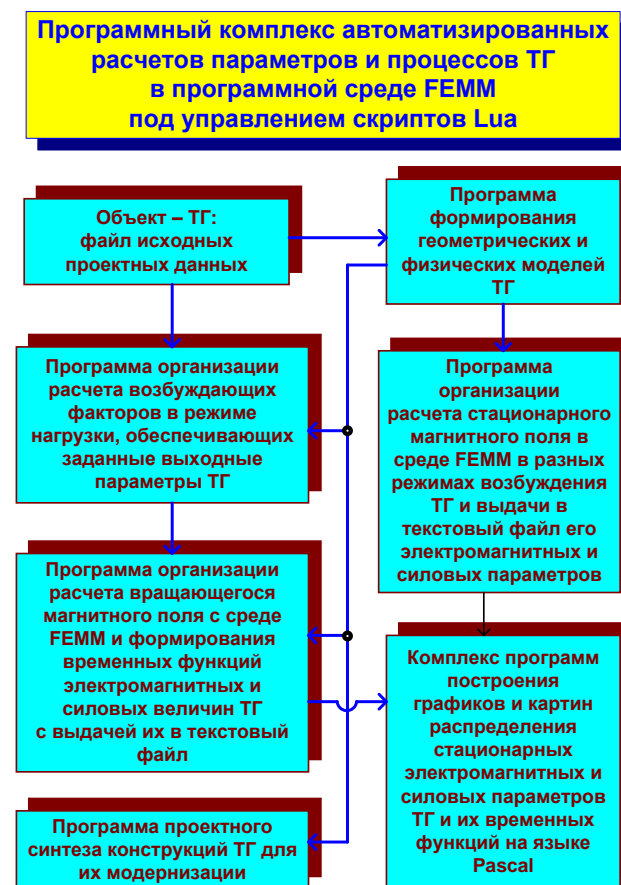 Программный комплекс автоматизированных
расчетов параметров и процессов ТГ
в программной среде FEMM
под управлением скриптов Lua
Объект – ТГ:
файл исходных
проектных данных
Программа
формирования
геометрических и
физических моделей
ТГ
Программа организации
расчета возбуждающих
факторов в режиме
нагрузки, обеспечивающих
заданные выходные
параметры ТГ
Программа
организации
расчета стационарного
магнитного поля в
среде FEMM в разных
режимах возбуждения
ТГ и выдачи в
текстовый файл его
электромагнитных и
силовых параметров
Программа организации
расчета вращающегося
магнитного поля с среде
FEMM и формирования
временных функций
электромагнитных и
силовых величин ТГ
с выдачей их в текстовый
файл
Комплекс программ
построения
графиков и картин
распределения
стационарных
электромагнитных и
силовых параметров
ТГ и их временных
функций на языке
Pascal
Программа проектного
синтеза конструкций ТГ для
их модернизации